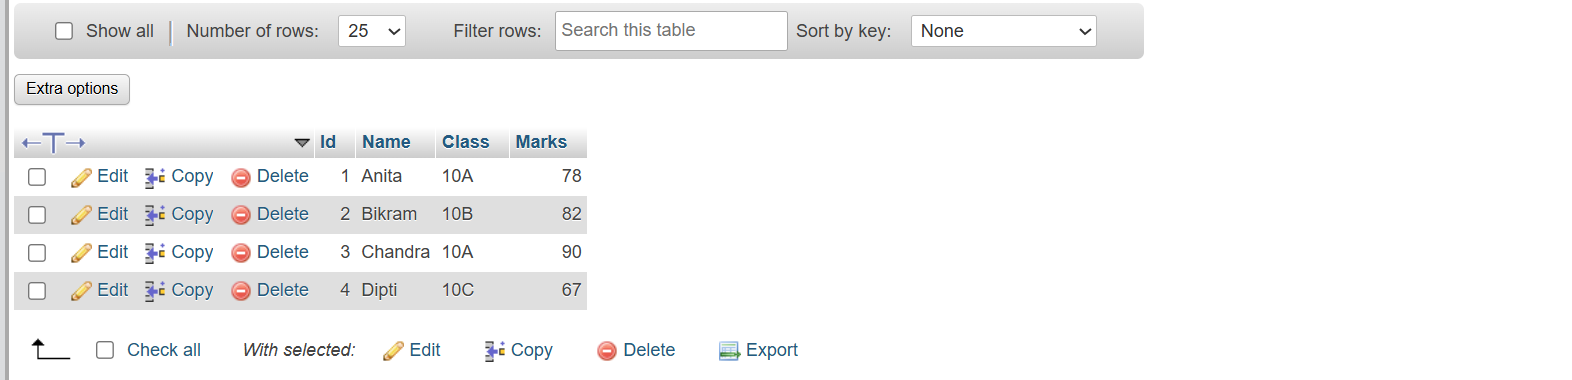 Show all Number of rows: 25 Filter rows: Search this table Sort by key: None
Extra options
Id Name Class Marks
Edit Copy Delete 1 Anita 10A 78
Edit Copy Delete 2 Bikram 10B 82
Edit Copy Delete 3 Chandra 10A 90
Edit Copy Delete 4 Dipti 10C 67
Check all With selected: Edit Copy Delete Export